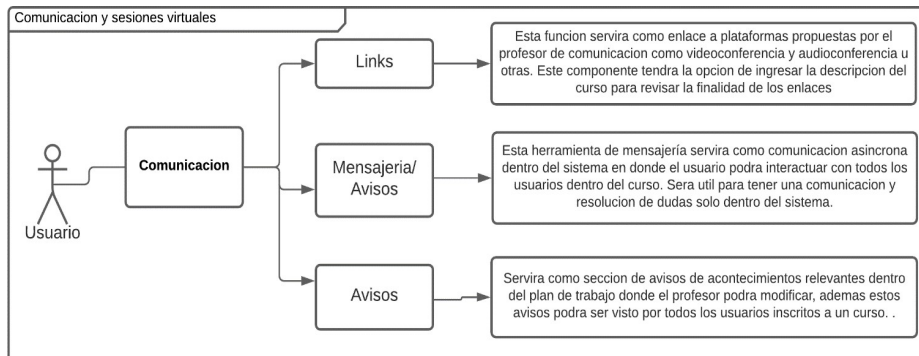 Comunicacion y sesiones virtuales
Esta funcion servira como enlace a plataformas propuestas por el
profesor de comunicacion como videoconferencia y audioconferencia u
otras. Este componente tendra la opcion de ingresar la descripcion del
curso para revisar la finalidad de los enlaces
Links
Comunicacion
Mensajeria/
Avisos
Esta herramienta de mensajería servira como comunicacion asincrona
dentro del sistema en donde el usuario podra interactuar con todos los
usuarios dentro del curso. Sera util para tener una comunicacion y
resolucion de dudas solo dentro del sistema.
Usuario
Avisos
Servira como seccion de avisos de acontecimientos relevantes dentro
del plan de trabajo donde el profesor podra modificar, ademas estos
avisos podra ser visto por todos los usuarios inscritos a un curso. .